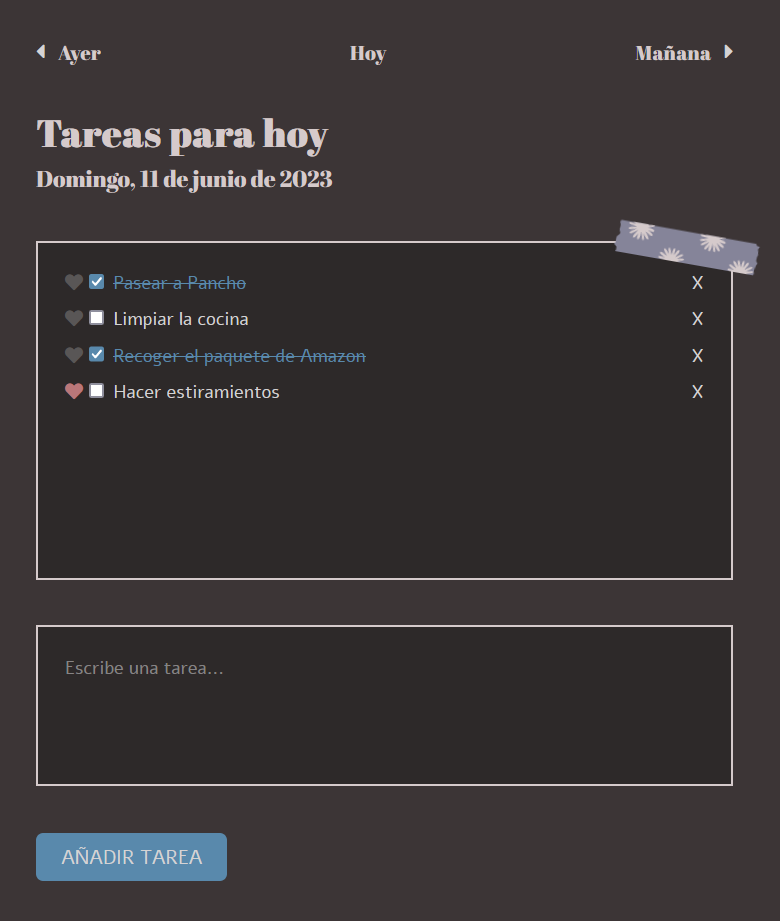 Ayer Hoy Mañana
Tareas para hoy
Domingo, 11 de junio de 2023
Pasear a Pancho X
Limpiar la cocina X
Recoger el paquete de Amazon X
Hacer estiramientos X
Escribe una tarea...
AÑADIR TAREA